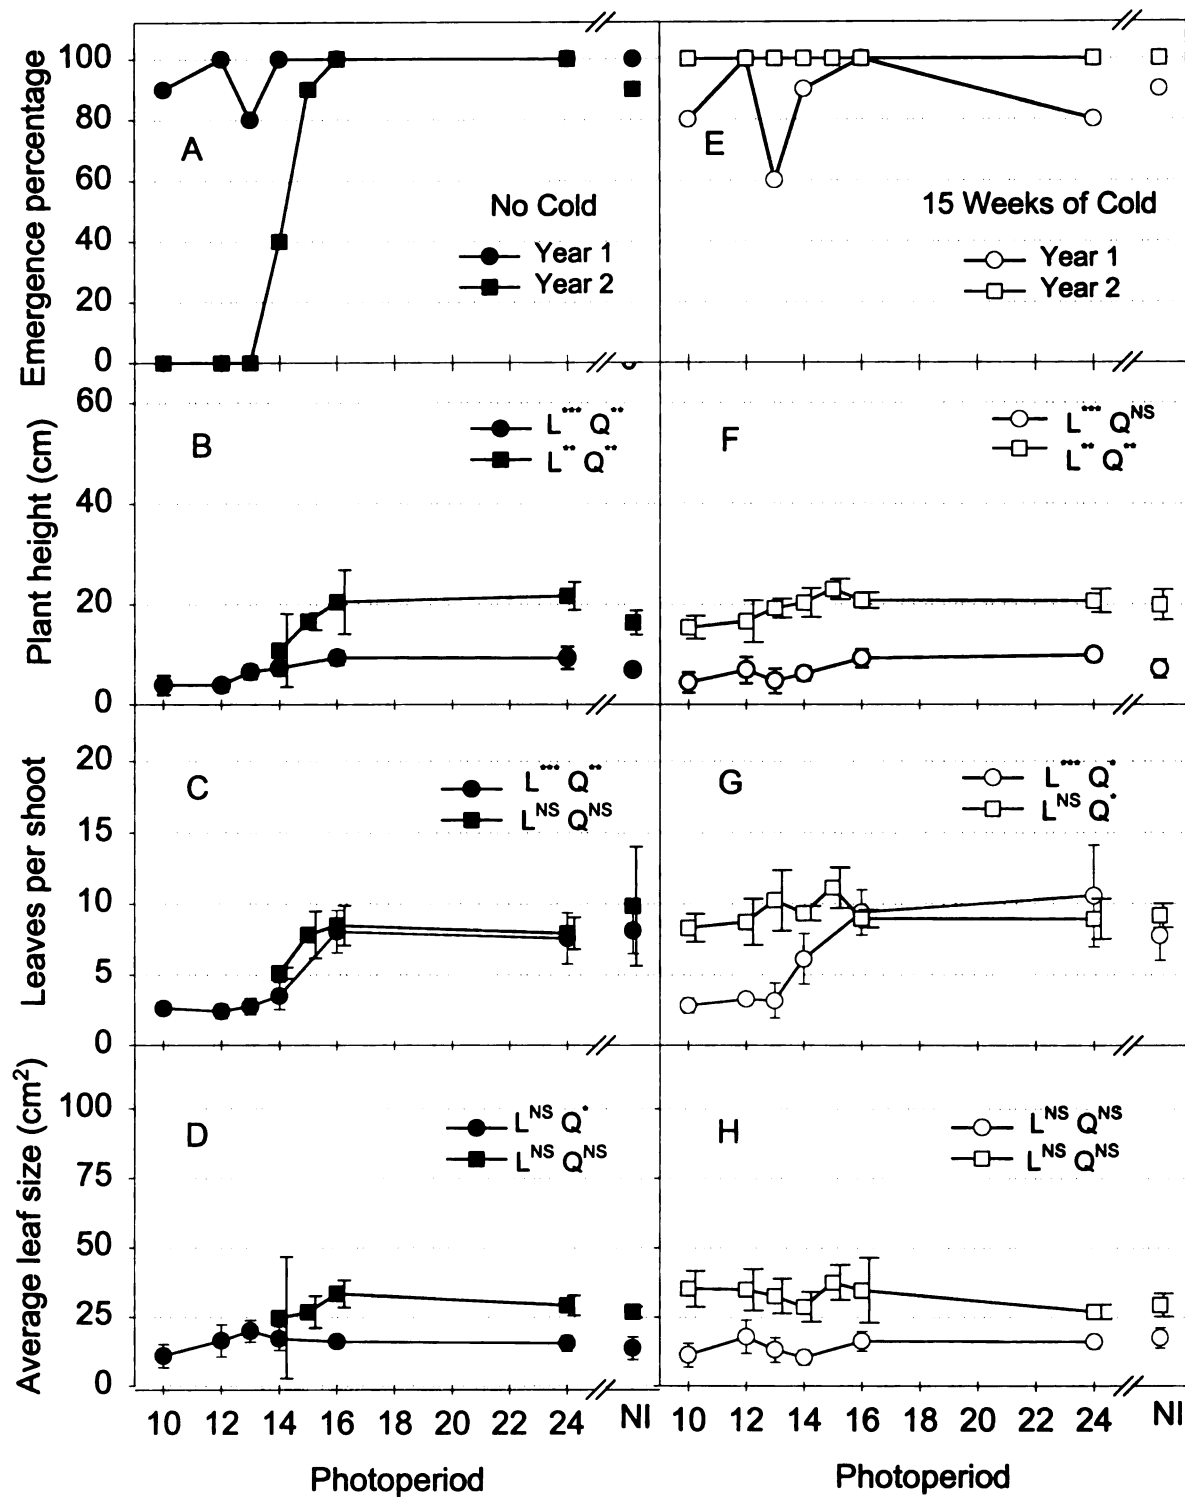 Emergence percentage
100
80
60
40
20
0
A
No Cold
Year 1
Year 2
E
15 Weeks of Cold
Year 1
Year 2
Plant height (cm)
60
40
20
0
B
L*** Q**
L** Q**
F
L*** Q^NS
L** Q**
Leaves per shoot
20
15
10
5
0
C
L*** Q**
L^NS Q^NS
G
L*** Q*
L^NS Q*
Average leaf size (cm²)
100
75
50
25
0
D
L^NS Q*
L^NS Q^NS
H
L^NS Q^NS
L^NS Q^NS
10 12 14 16 18 20 22 24 NI
10 12 14 16 18 20 22 24 NI
Photoperiod
Photoperiod